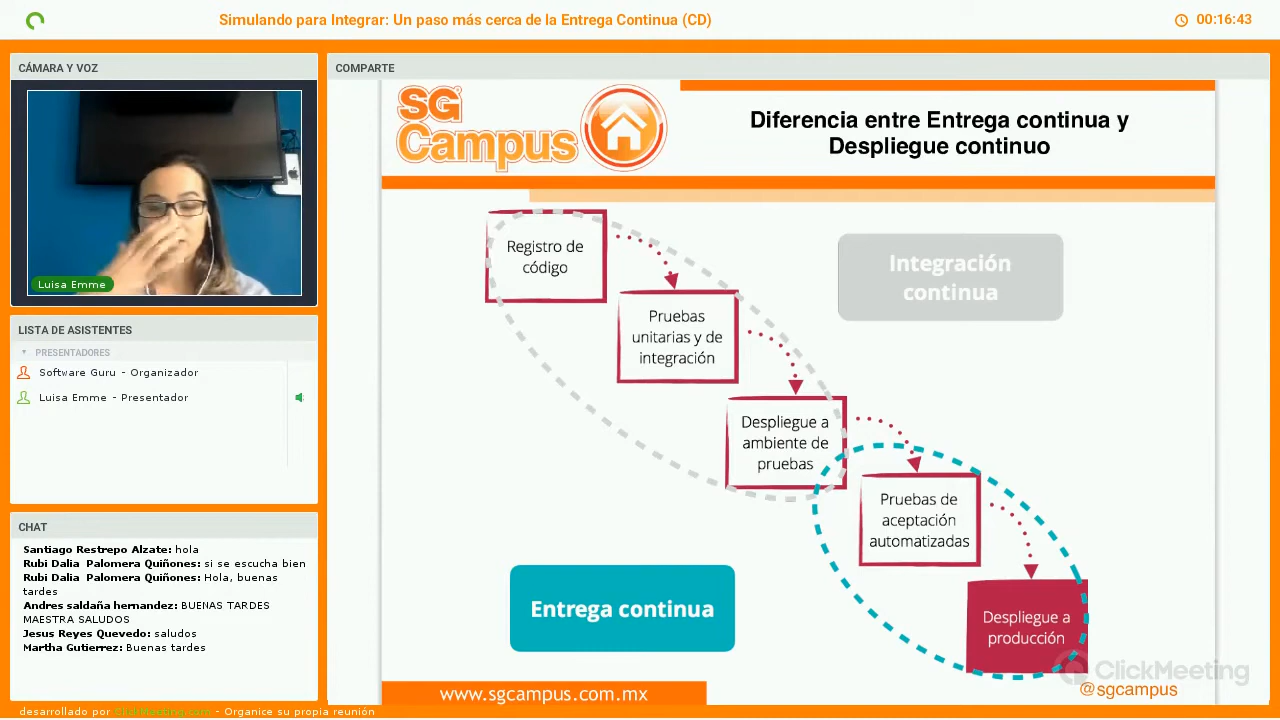 Simulando para Integrar: Un paso más cerca de la Entrega Continua (CD)
00:16:43
CÁMARA Y VOZ
Luisa Emme
LISTA DE ASISTENTES
PRESENTADORES
Software Guru - Organizador
Luisa Emme - Presentador
CHAT
Santiago Restrepo Alzate: hola
Rubi Dalia Palomera Quiñones: si se escucha bien
Rubi Dalia Palomera Quiñones: Hola, buenas
tardes
Andres saldaña hernandez: BUENAS TARDES
MAESTRA SALUDOS
Jesus Reyes Quevedo: saludos
Martha Gutierrez: Buenas tardes
COMPARTE
SG
Campus
Diferencia entre Entrega continua y
Despliegue continuo
Registro de
código
Integración
continua
Pruebas
unitarias y de
integración
Despliegue a
ambiente de
pruebas
Pruebas de
aceptación
automatizadas
Entrega continua
Despliegue a
producción
ClickMeeting
www.sgcampus.com.mx
@sgcampus
desarrollado por ClickMeeting.com - Organice su propia reunión